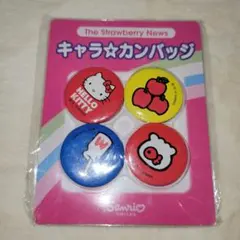 The Strawberry News
キャラ☆カンバッジ
HELLO
KITTY
Sanrio